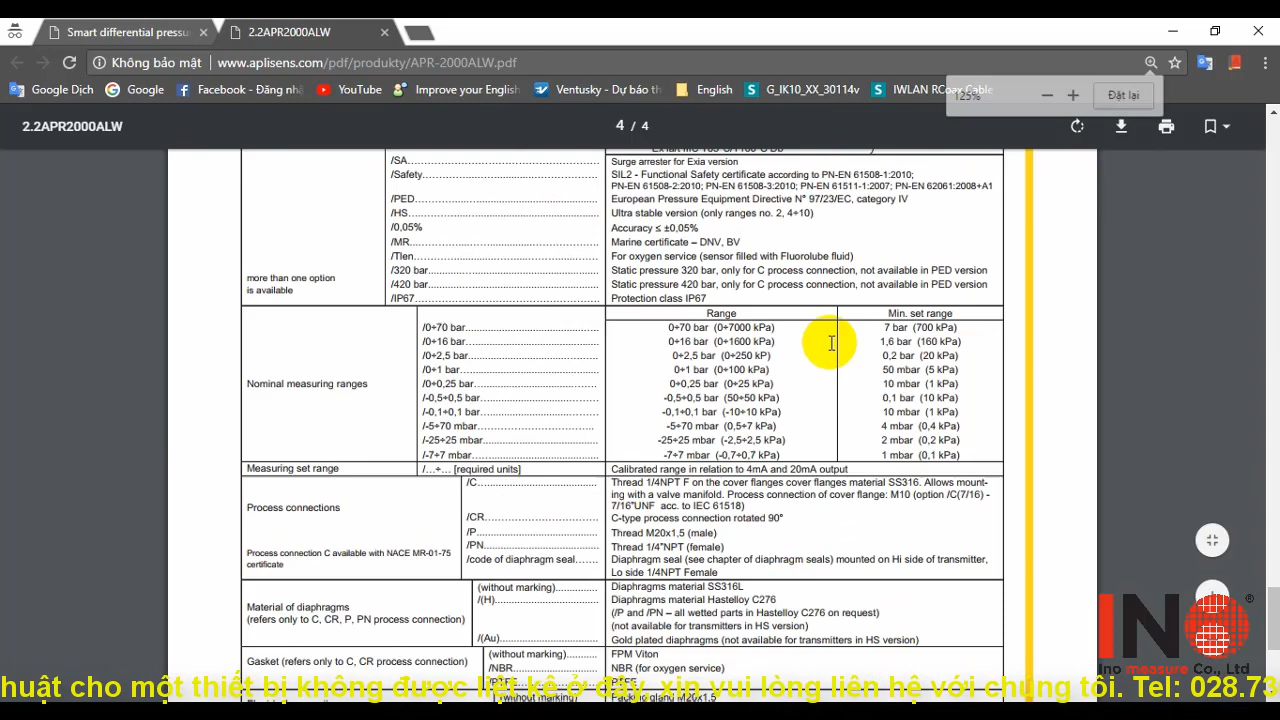 Smart differential pressu
2.2APR2000ALW
Không bảo mật
www.aplisens.com/pdf/produkty/APR-2000ALW.pdf
Google Dịch
Google
Facebook - Đăng nhậ
YouTube
Improve your English
Ventusky - Dự báo th
English
G_IK10_XX_30114v
IWLAN RCoax Cable
125%
Đặt lại
2.2APR2000ALW
4 / 4
/SA
Surge arrester for Exia version
/Safety
SIL2 - Functional Safety certificate according to PN-EN 61508-1:2010;
PN-EN 61508-2:2010; PN-EN 61508-3:2010; PN-EN 61511-1:2007; PN-EN 62061:2008+A1
/PED
European Pressure Equipment Directive N° 97/23/EC, category IV
/HS
Ultra stable version (only ranges no. 2, 4÷10)
/0,05%
Accuracy ≤ ±0,05%
/MR
Marine certificate – DNV, BV
/Tlen
For oxygen service (sensor filled with Fluorolube fluid)
more than one option
is available
/320 bar
Static pressure 320 bar, only for C process connection, not available in PED version
/420 bar
Static pressure 420 bar, only for C process connection, not available in PED version
/IP67
Protection class IP67
Range Min. set range
Nominal measuring ranges
/0÷70 bar 0÷70 bar (0÷7000 kPa) 7 bar (700 kPa)
/0÷16 bar 0÷16 bar (0÷1600 kPa) 1,6 bar (160 kPa)
/0÷2,5 bar 0÷2,5 bar (0÷250 kP) 0,2 bar (20 kPa)
/0÷1 bar 0÷1 bar (0÷100 kPa) 50 mbar (5 kPa)
/0÷0,25 bar 0÷0,25 bar (0÷25 kPa) 10 mbar (1 kPa)
/-0,5÷0,5 bar -0,5÷0,5 bar (50÷50 kPa) 0,1 bar (10 kPa)
/-0,1÷0,1 bar -0,1÷0,1 bar (-10÷10 kPa) 10 mbar (1 kPa)
/-5÷70 mbar -5÷70 mbar (0,5÷7 kPa) 4 mbar (0,4 kPa)
/-25÷25 mbar -25÷25 mbar (-2,5÷2,5 kPa) 2 mbar (0,2 kPa)
/-7÷7 mbar -7÷7 mbar (-0,7÷0,7 kPa) 1 mbar (0,1 kPa)
Measuring set range /...÷... [required units] Calibrated range in relation to 4mA and 20mA output
Process connections
Process connection C available with NACE MR-01-75
certificate
/C
Thread 1/4NPT F on the cover flanges cover flanges material SS316. Allows mount-
ing with a valve manifold. Process connection of cover flange: M10 (option /C(7/16) -
7/16"UNF acc. to IEC 61518)
/CR
C-type process connection rotated 90°
/P
Thread M20x1,5 (male)
/PN
Thread 1/4"NPT (female)
/code of diaphragm seal
Diaphragm seal (see chapter of diaphragm seals) mounted on Hi side of transmitter,
Lo side 1/4NPT Female
Material of diaphragms
(refers only to C, CR, P, PN process connection)
(without marking)
Diaphragms material SS316L
/(H)
Diaphragms material Hastelloy C276
(/P and /PN – all wetted parts in Hastelloy C276 on request)
(not available for transmitters in HS version)
/(Au)
Gold plated diaphragms (not available for transmitters in HS version)
Gasket (refers only to C, CR process connection)
(without marking)
FPM Viton
/NBR
NBR (for oxygen service)
INO ®
Ino measure Co., Ltd
huật cho một thiết bị không được liệt kê ở đây, xin vui lòng liên hệ với chúng tôi. Tel: 028.73